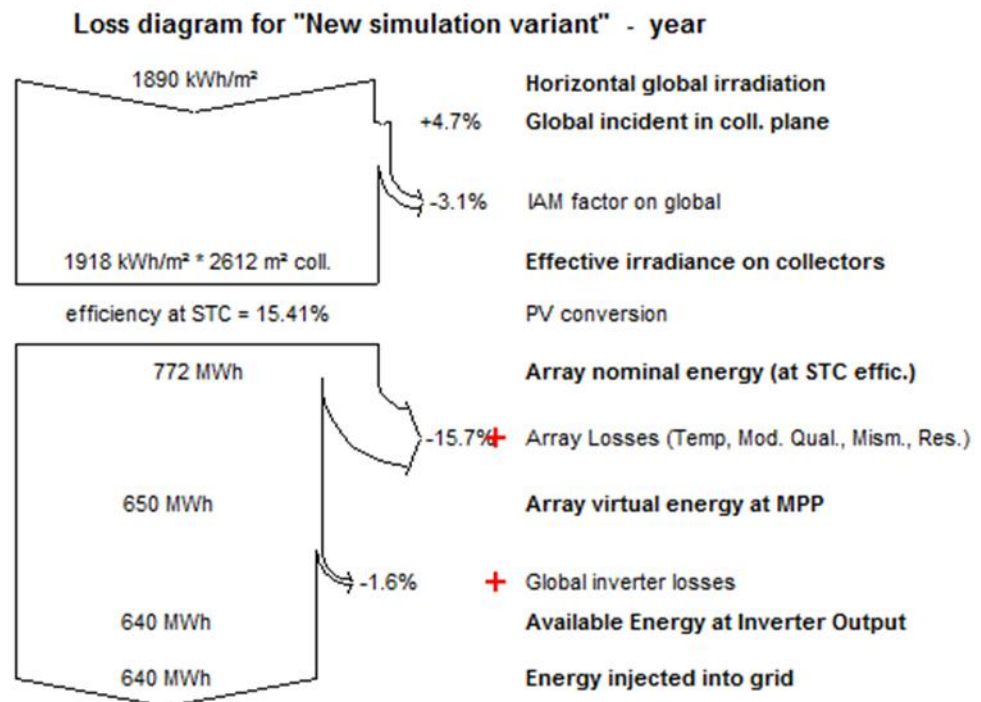 Loss diagram for "New simulation variant" - year
1890 kWh/m² Horizontal global irradiation
+4.7% Global incident in coll. plane
-3.1% IAM factor on global
1918 kWh/m² * 2612 m² coll. Effective irradiance on collectors
efficiency at STC = 15.41% PV conversion
772 MWh Array nominal energy (at STC effic.)
-15.7% + Array Losses (Temp, Mod. Qual., Mism., Res.)
650 MWh Array virtual energy at MPP
-1.6% + Global inverter losses
640 MWh Available Energy at Inverter Output
640 MWh Energy injected into grid